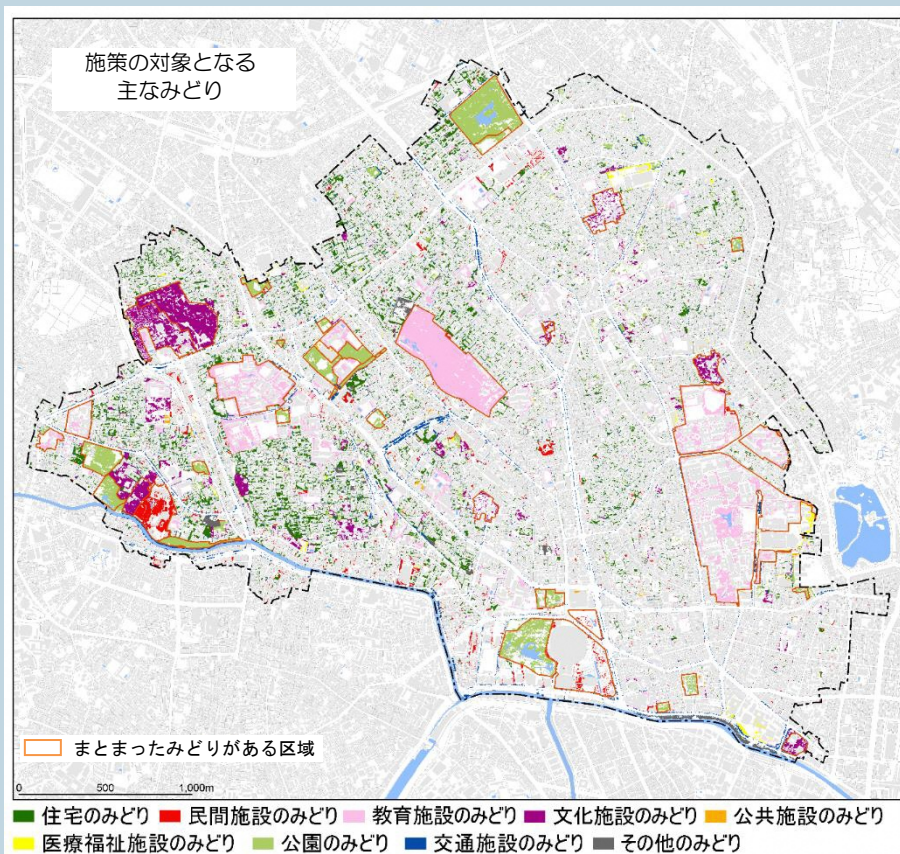 施策の対象となる
主なみどり
まとまったみどりがある区域
0 500 1,000m
住宅のみどり 民間施設のみどり 教育施設のみどり 文化施設のみどり 公共施設のみどり
医療福祉施設のみどり 公園のみどり 交通施設のみどり その他のみどり